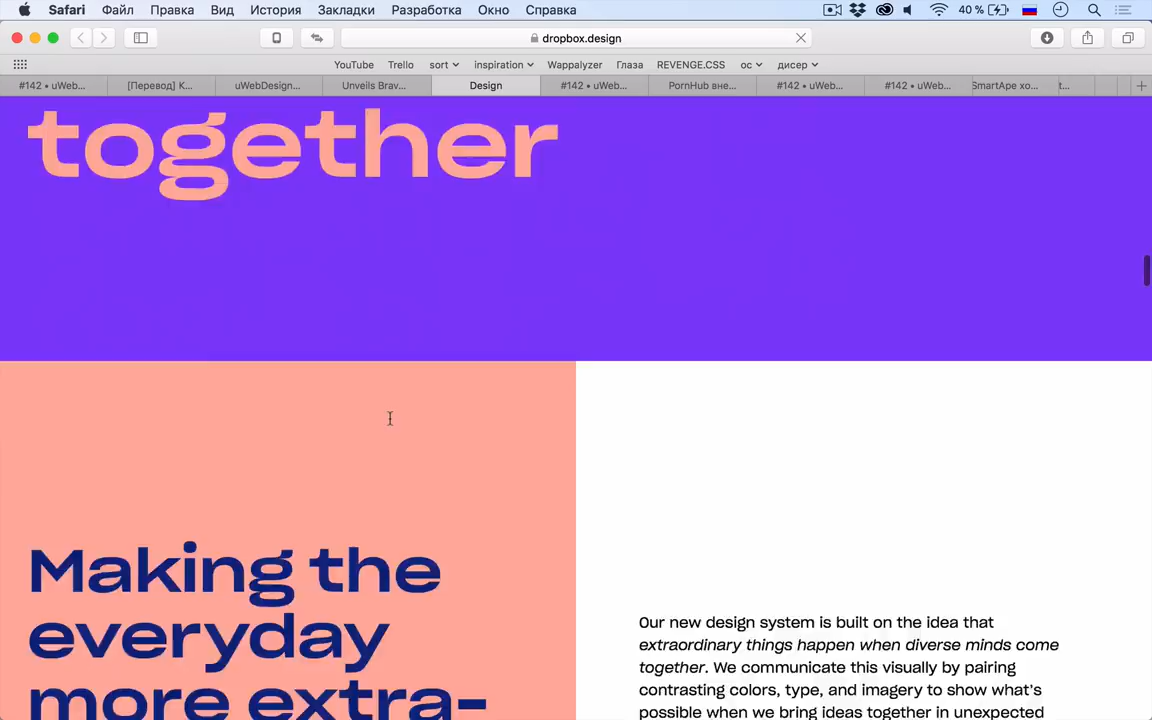 Safari Файл Правка Вид История Закладки Разработка Окно Справка 40 %
dropbox.design
YouTube Trello sort inspiration Wappalyzer Глаза REVENGE.CSS ос дисер
#142 • uWeb... [Перевод] К... uWebDesign... Unveils Brav... Design #142 • uWeb... PornHub вне... #142 • uWeb... #142 • uWeb... SmartApe хо... t...
together
Making the
everyday
more extra-
Our new design system is built on the idea that
extraordinary things happen when diverse minds come
together. We communicate this visually by pairing
contrasting colors, type, and imagery to show what's
possible when we bring ideas together in unexpected